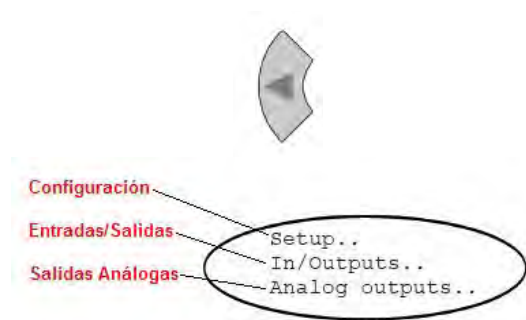 Configuración
Entradas/Salidas
Salidas Análogas
Setup..
In/Outputs..
Analog outputs..